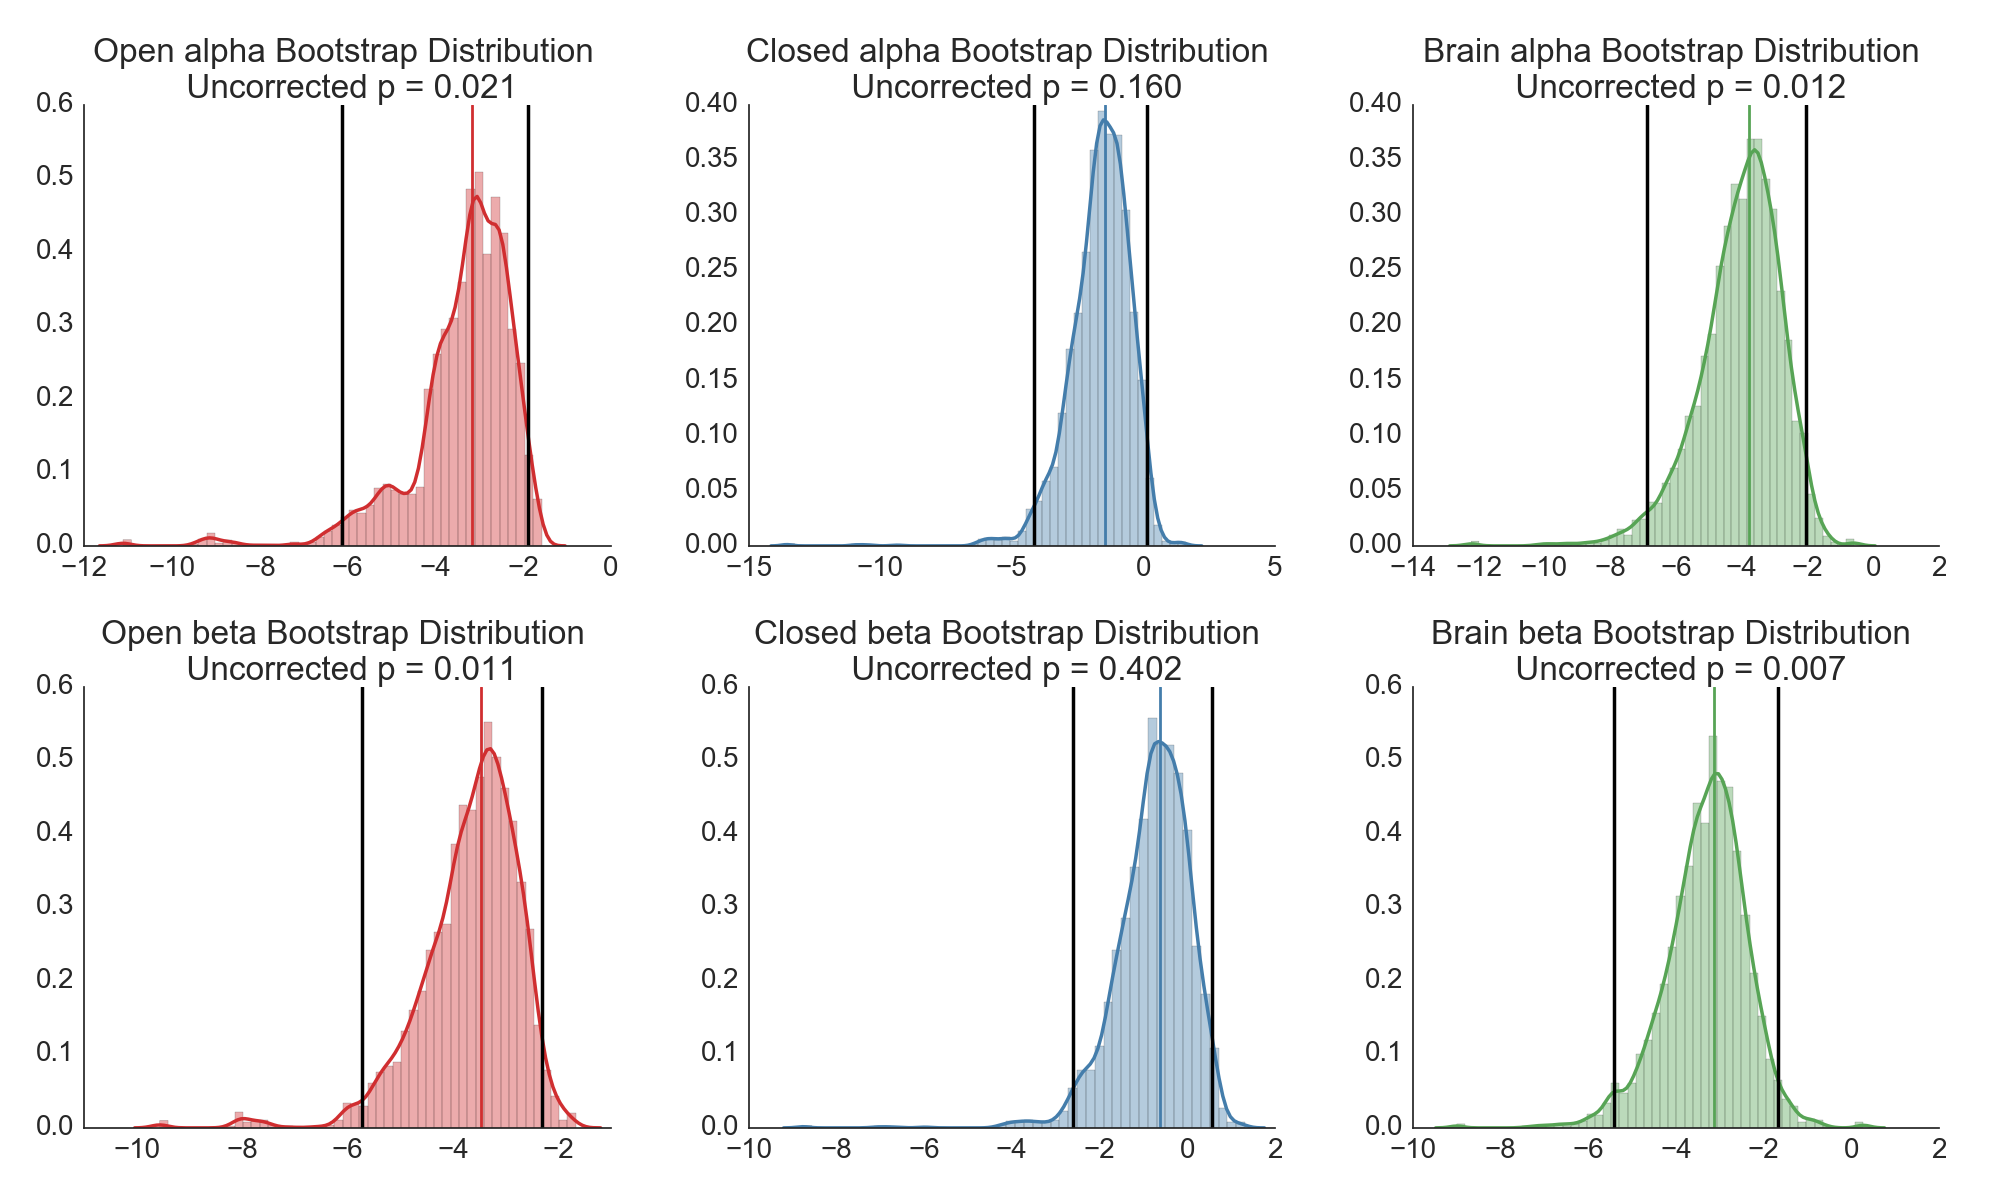 Open alpha Bootstrap Distribution
Uncorrected p = 0.021
0.6
0.5
0.4
0.3
0.2
0.1
0.0
−12 −10 −8 −6 −4 −2 0
Closed alpha Bootstrap Distribution
Uncorrected p = 0.160
0.40
0.35
0.30
0.25
0.20
0.15
0.10
0.05
0.00
−15 −10 −5 0 5
Brain alpha Bootstrap Distribution
Uncorrected p = 0.012
0.40
0.35
0.30
0.25
0.20
0.15
0.10
0.05
0.00
−14 −12 −10 −8 −6 −4 −2 0 2
Open beta Bootstrap Distribution
Uncorrected p = 0.011
0.6
0.5
0.4
0.3
0.2
0.1
0.0
−10 −8 −6 −4 −2
Closed beta Bootstrap Distribution
Uncorrected p = 0.402
0.6
0.5
0.4
0.3
0.2
0.1
0.0
−10 −8 −6 −4 −2 0 2
Brain beta Bootstrap Distribution
Uncorrected p = 0.007
0.6
0.5
0.4
0.3
0.2
0.1
0.0
−10 −8 −6 −4 −2 0 2